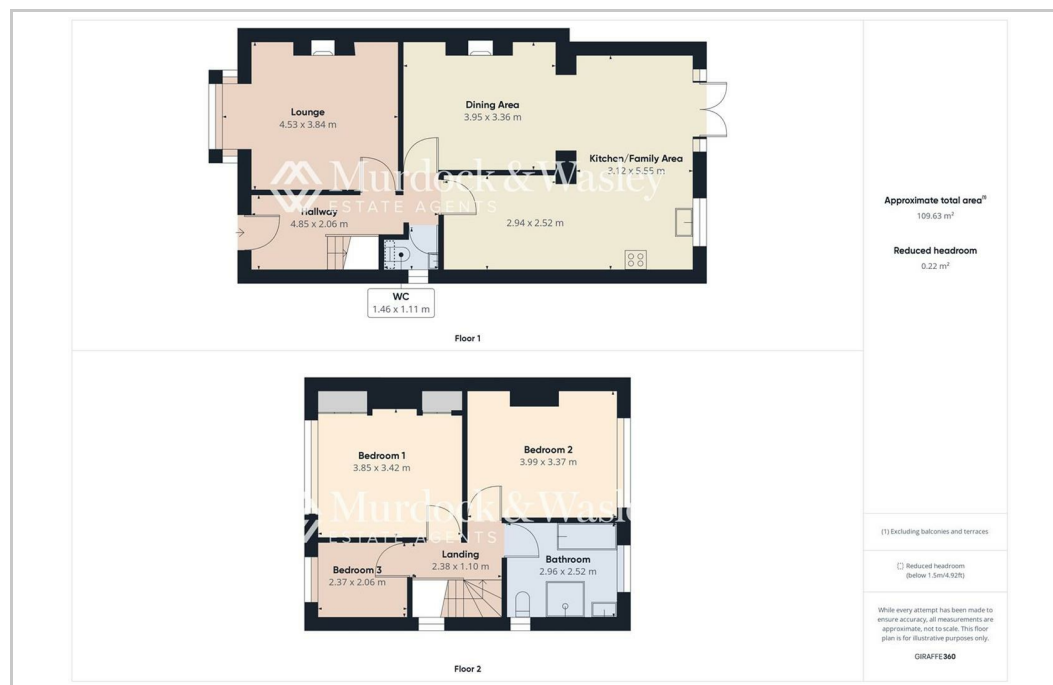 Lounge
4.53 x 3.84 m
Dining Area
3.95 x 3.36 m
Kitchen/Family Area
3.12 x 5.55 m
Murdock & Wasley
ESTATE AGENTS
Hallway
4.85 x 2.06 m
2.94 x 2.52 m
WC
1.46 x 1.11 m
Floor 1
Bedroom 1
3.85 x 3.42 m
Bedroom 2
3.99 x 3.37 m
Murdock & Wasley
ESTATE AGENTS
Landing
2.38 x 1.10 m
Bedroom 3
2.37 x 2.06 m
Bathroom
2.96 x 2.52 m
Floor 2
Approximate total area(1)
109.63 m²
Reduced headroom
0.22 m²
(1) Excluding balconies and terraces
Reduced headroom
(below 1.5m/4.92ft)
While every attempt has been made to
ensure accuracy, all measurements are
approximate, not to scale. This floor
plan is for illustrative purposes only.
GIRAFFE360